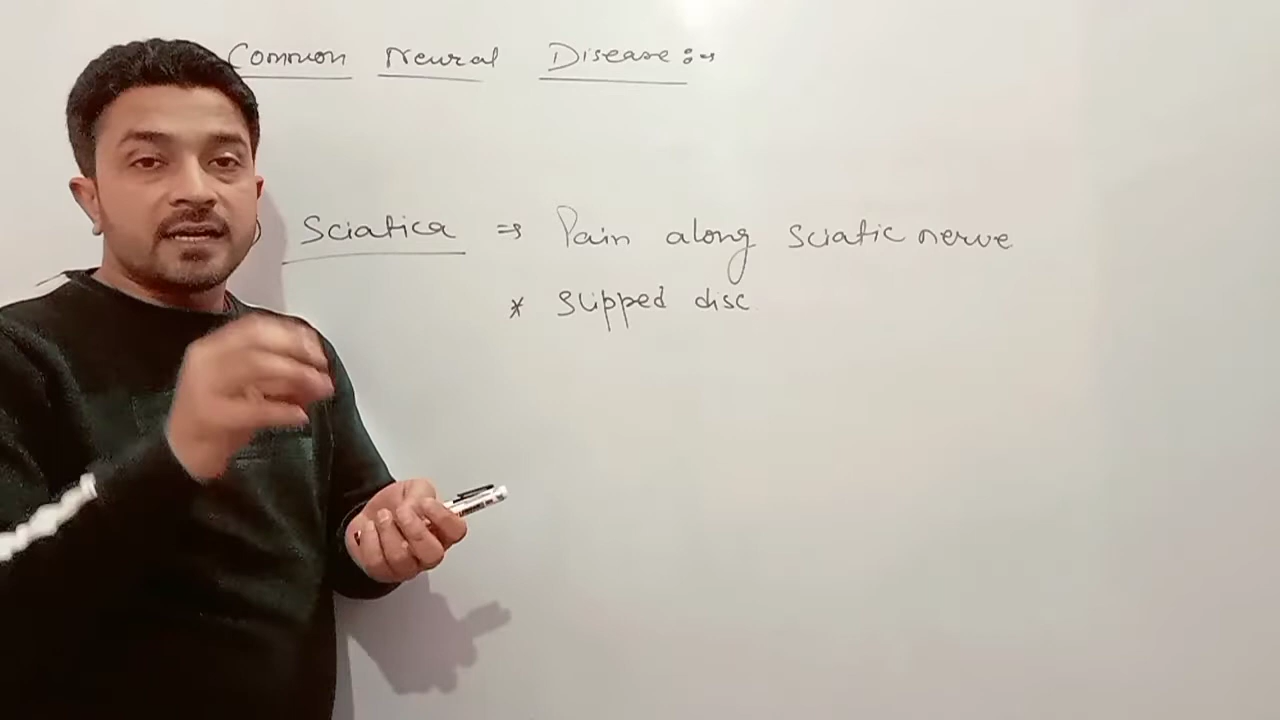 Common Neural Disease:→
Sciatica ⇒ Pain along sciatic nerve
* Slipped disc